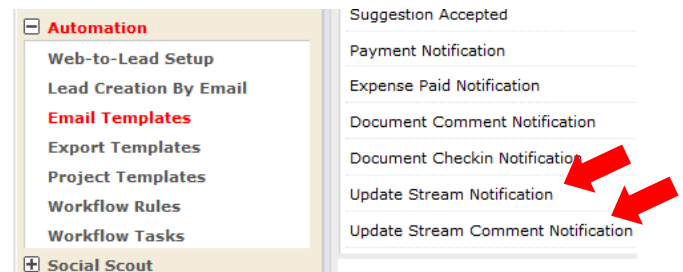 Automation
Web-to-Lead Setup
Lead Creation By Email
Email Templates
Export Templates
Project Templates
Workflow Rules
Workflow Tasks
Social Scout
Suggestion Accepted
Payment Notification
Expense Paid Notification
Document Comment Notification
Document Checkin Notification
Update Stream Notification
Update Stream Comment Notification